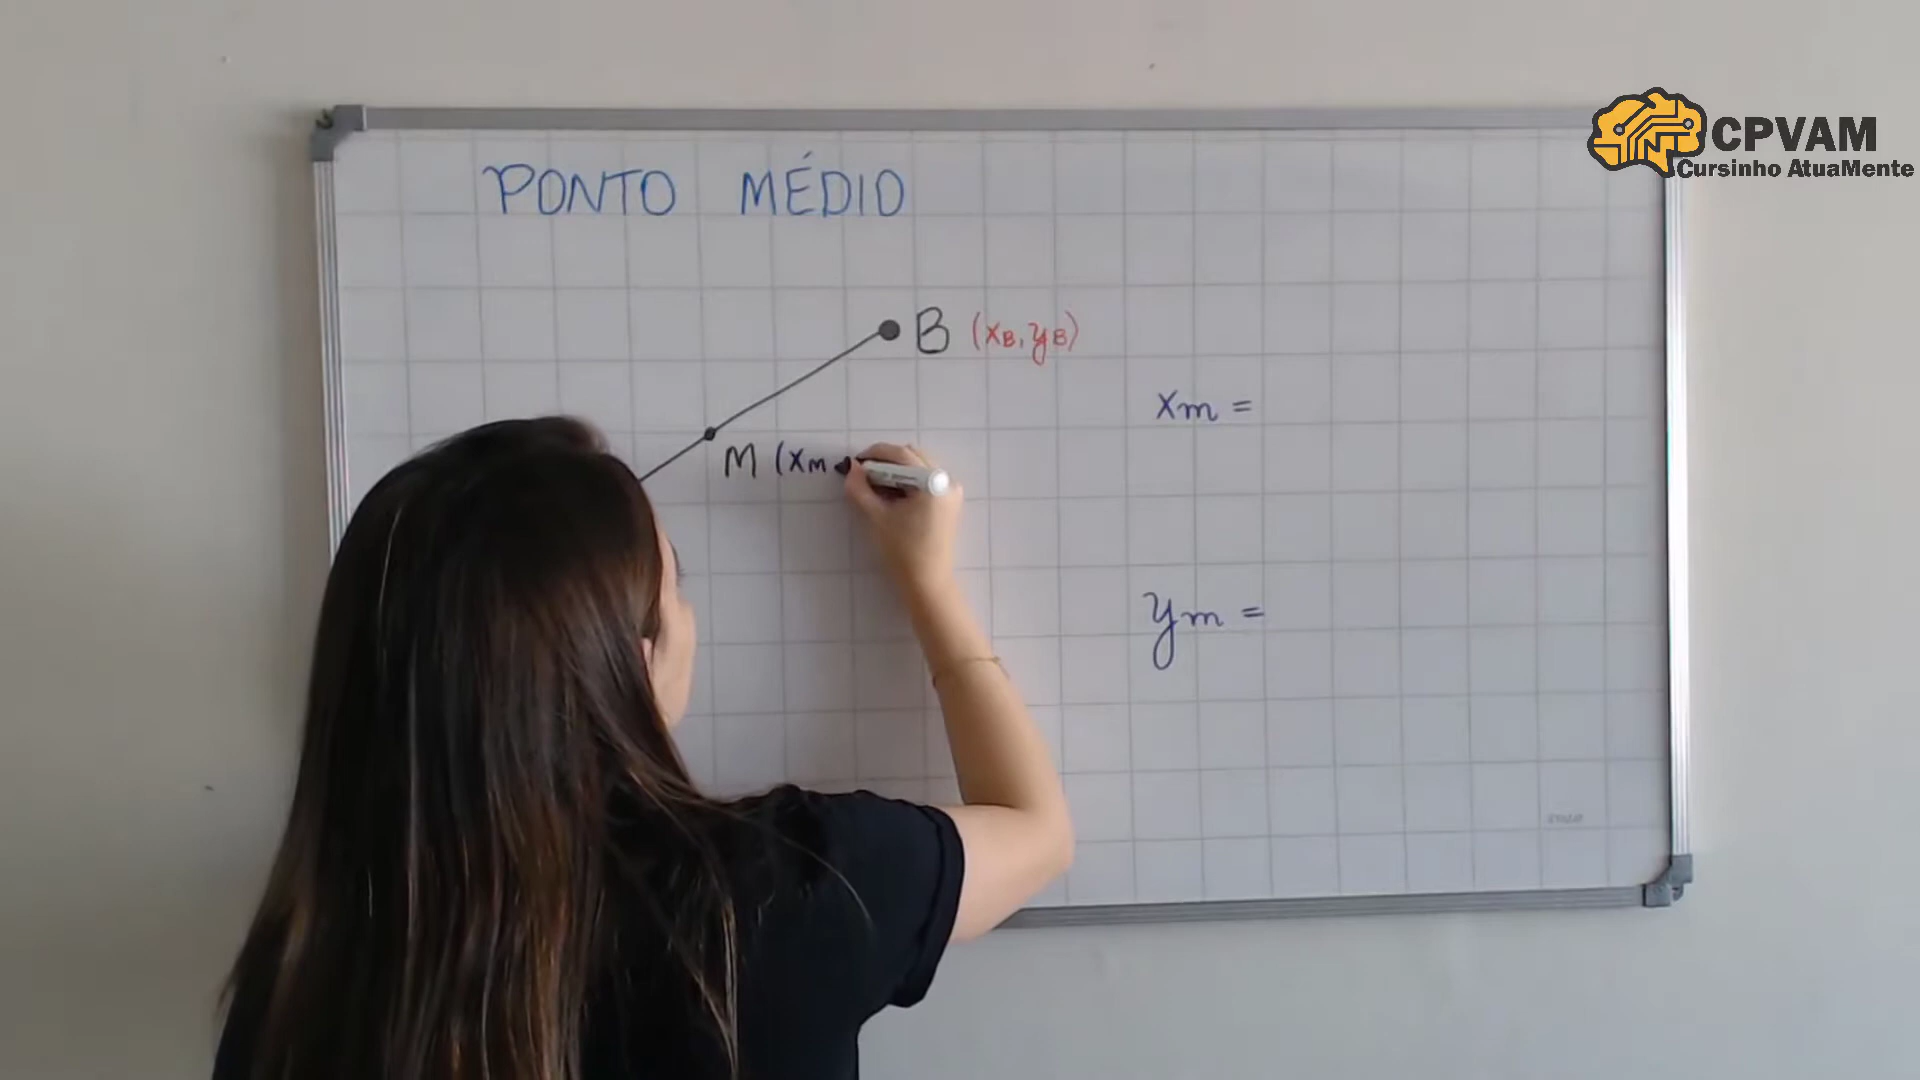 CPVAM
Cursinho AtuaMente
PONTO MÉDIO
B (xB, yB)
xm =
M (xM
ym =